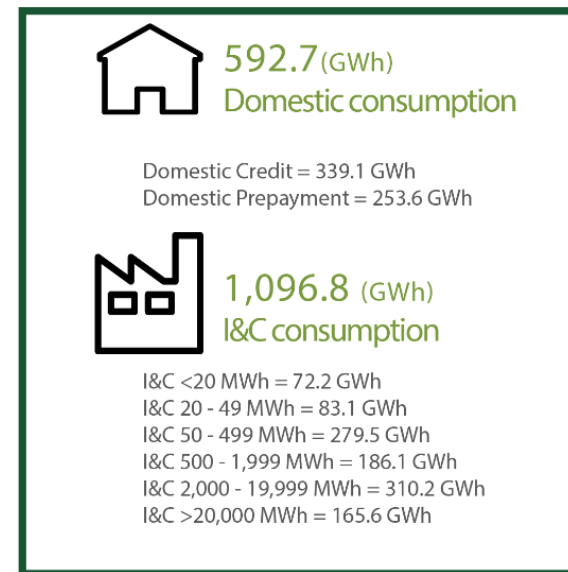 592.7(GWh)
Domestic consumption
Domestic Credit = 339.1 GWh
Domestic Prepayment = 253.6 GWh
1,096.8 (GWh)
I&C consumption
I&C <20 MWh = 72.2 GWh
I&C 20 - 49 MWh = 83.1 GWh
I&C 50 - 499 MWh = 279.5 GWh
I&C 500 - 1,999 MWh = 186.1 GWh
I&C 2,000 - 19,999 MWh = 310.2 GWh
I&C >20,000 MWh = 165.6 GWh